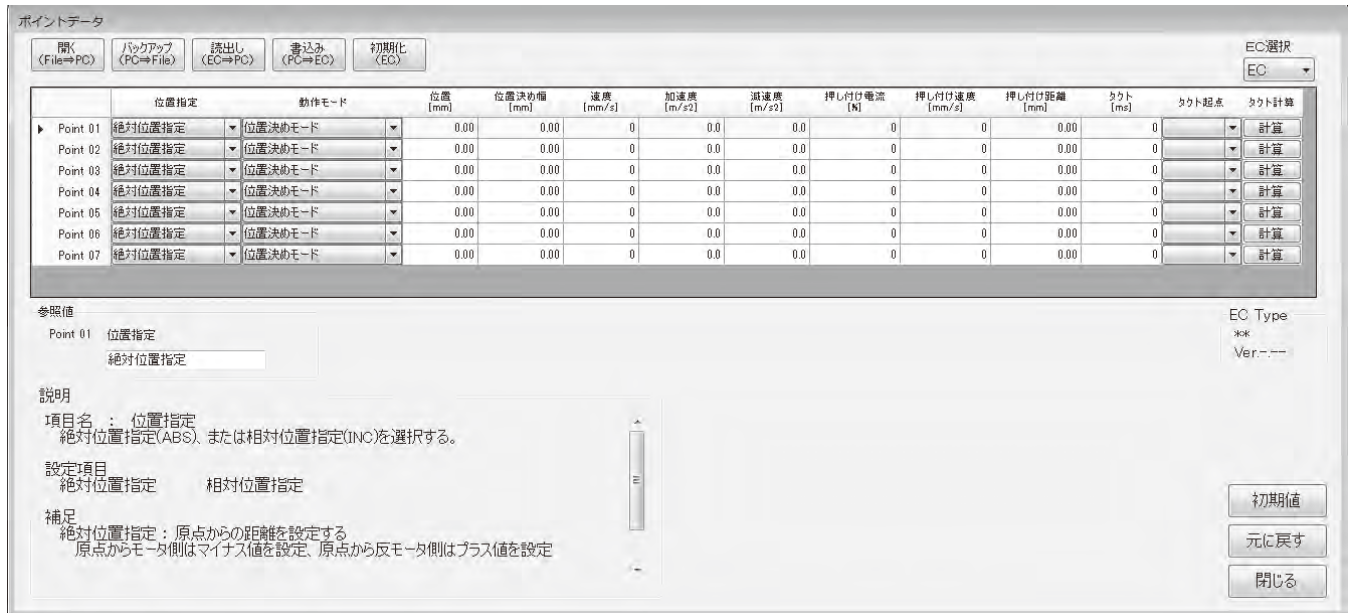 ポイントデータ
開く (File⇒PC) バックアップ (PC⇒File) 読出し (EC⇒PC) 書込み (PC⇒EC) 初期化 (EC)
EC選択
EC
位置指定 動作モード 位置 [mm] 位置決め幅 [mm] 速度 [mm/s] 加速度 [m/s2] 減速度 [m/s2] 押し付け電流 [%] 押し付け速度 [mm/s] 押し付け距離 [mm] タクト [ms] タクト起点 タクト計算
Point 01 絶対位置指定 位置決めモード 0.00 0.00 0 0.0 0.0 0 0 0.00 0 計算
Point 02 絶対位置指定 位置決めモード 0.00 0.00 0 0.0 0.0 0 0 0.00 0 計算
Point 03 絶対位置指定 位置決めモード 0.00 0.00 0 0.0 0.0 0 0 0.00 0 計算
Point 04 絶対位置指定 位置決めモード 0.00 0.00 0 0.0 0.0 0 0 0.00 0 計算
Point 05 絶対位置指定 位置決めモード 0.00 0.00 0 0.0 0.0 0 0 0.00 0 計算
Point 06 絶対位置指定 位置決めモード 0.00 0.00 0 0.0 0.0 0 0 0.00 0 計算
Point 07 絶対位置指定 位置決めモード 0.00 0.00 0 0.0 0.0 0 0 0.00 0 計算
参照値
Point 01 位置指定
絶対位置指定
EC Type
**
Ver.-.--
説明
項目名 : 位置指定
絶対位置指定(ABS)、または相対位置指定(INC)を選択する。
設定項目
絶対位置指定 相対位置指定
補足
絶対位置指定 : 原点からの距離を設定する
原点からモータ側はマイナス値を設定、原点から反モータ側はプラス値を設定
初期値
元に戻す
閉じる